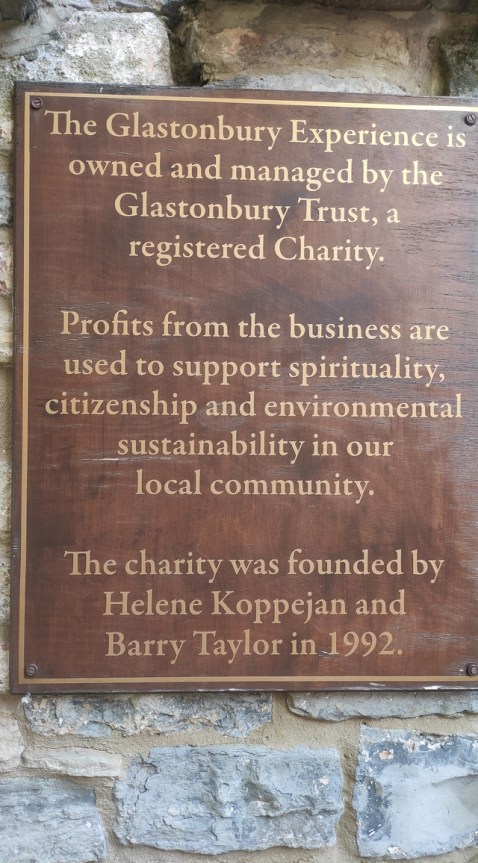 The Glastonbury Experience is
owned and managed by the
Glastonbury Trust, a
registered Charity.
Profits from the business are
used to support spirituality,
citizenship and environmental
sustainability in our
local community.
The charity was founded by
Helene Koppejan and
Barry Taylor in 1992.